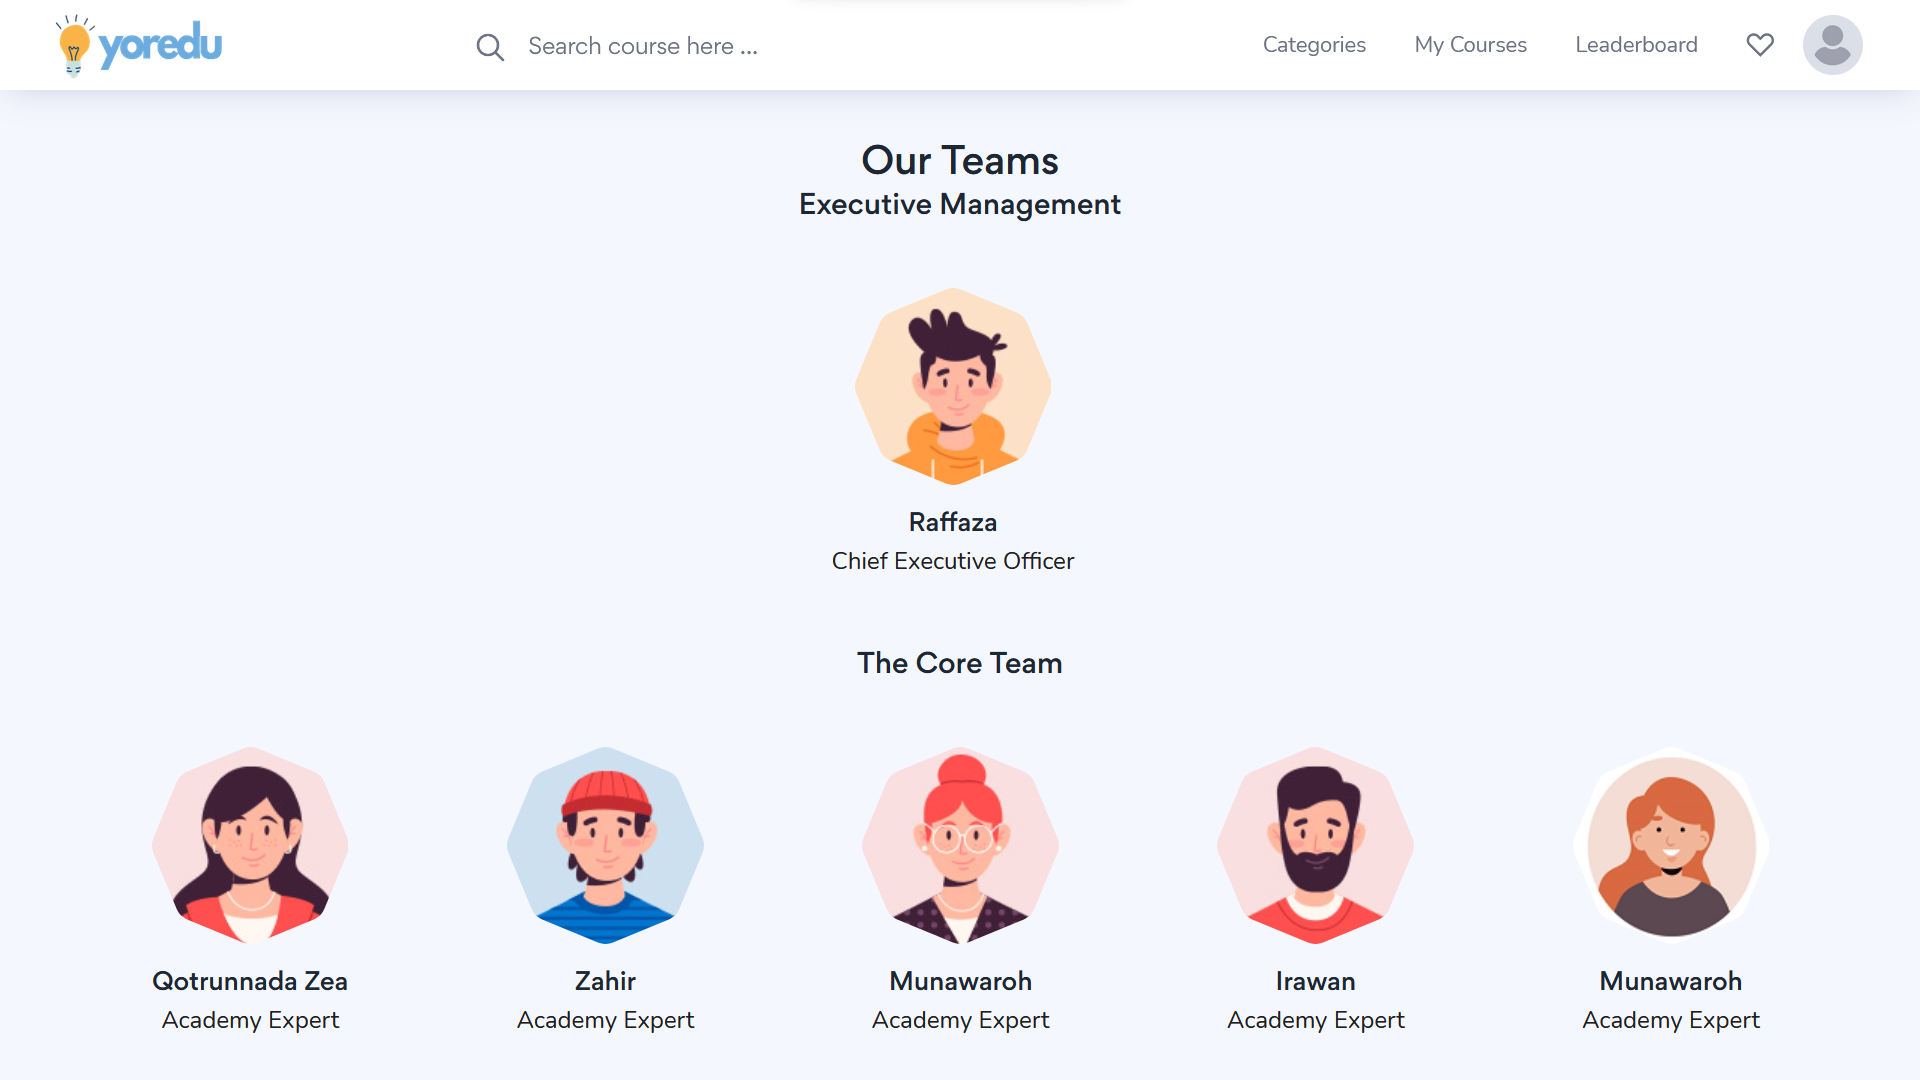 yoredu
Search course here ...
Categories
My Courses
Leaderboard
Our Teams
Executive Management
Raffaza
Chief Executive Officer
The Core Team
Qotrunnada Zea
Academy Expert
Zahir
Academy Expert
Munawaroh
Academy Expert
Irawan
Academy Expert
Munawaroh
Academy Expert